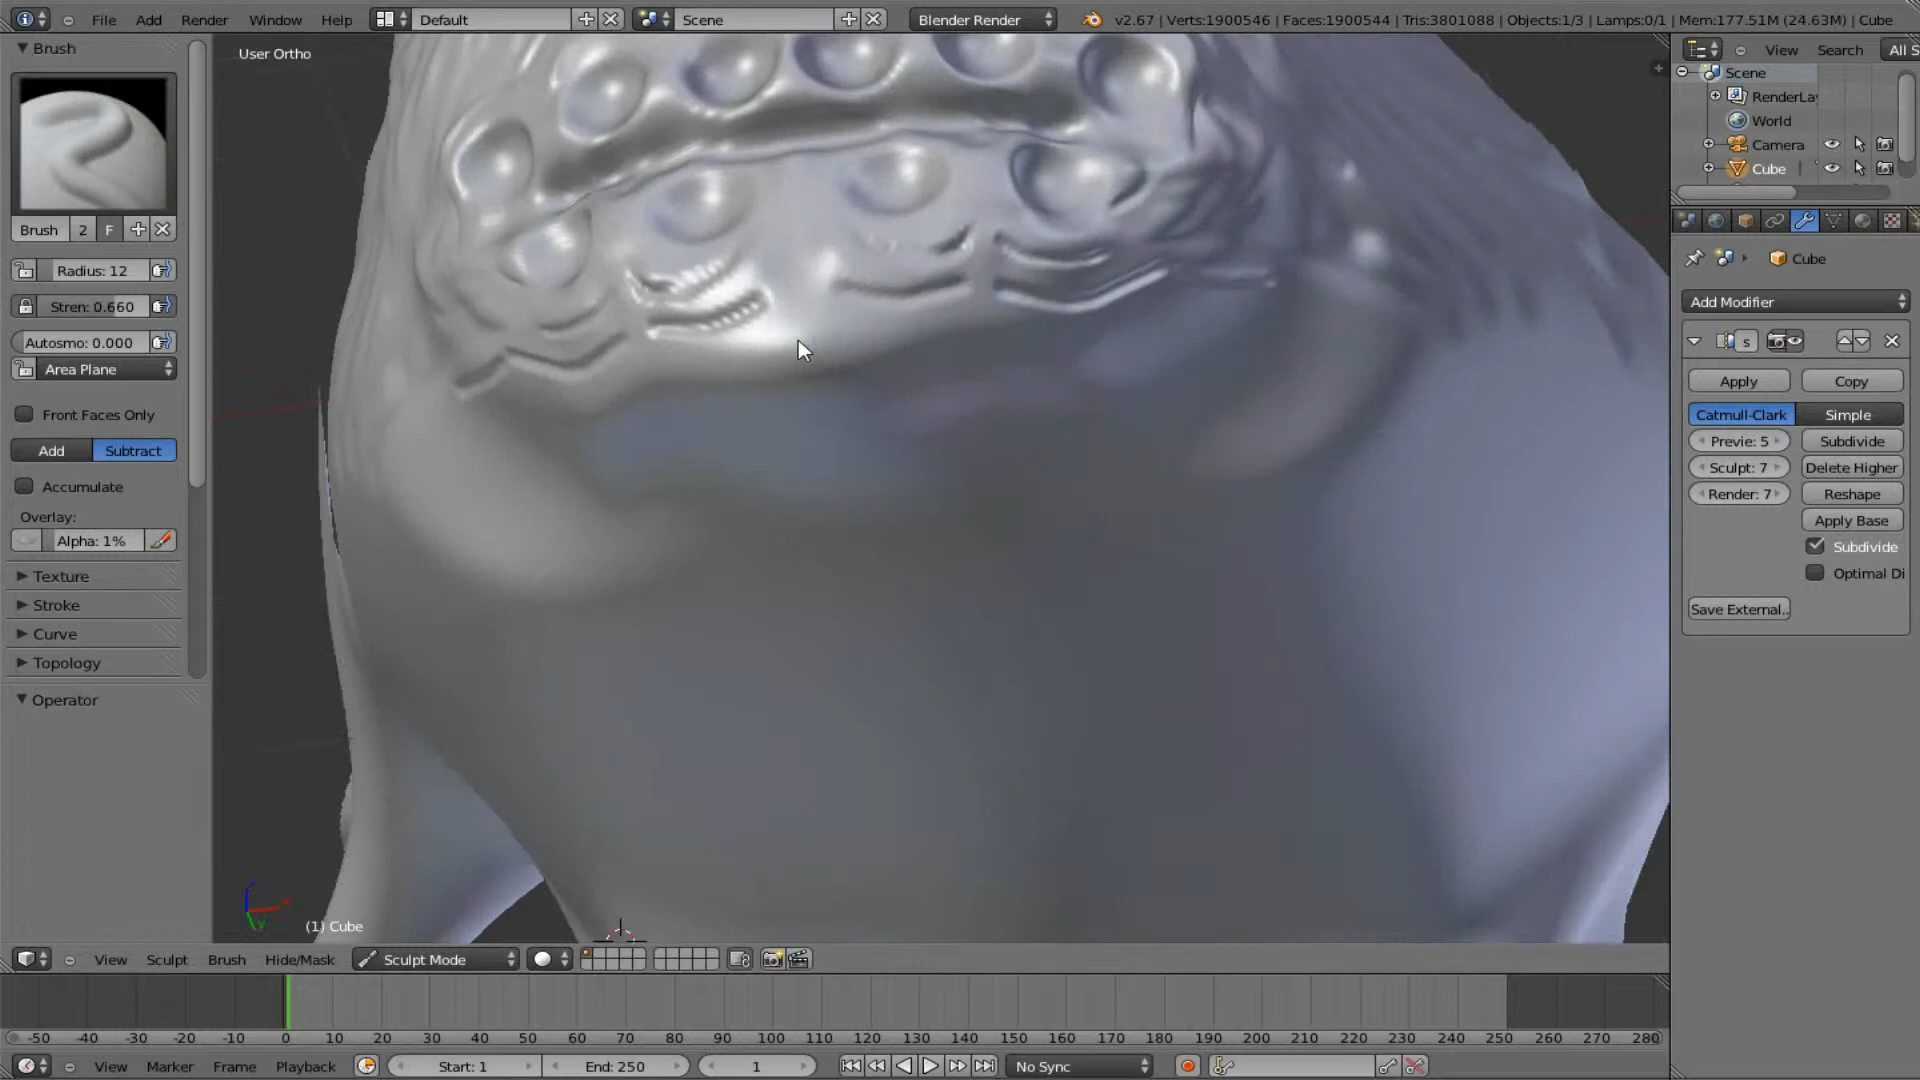 File Add Render Window Help Default Scene Blender Render v2.67 | Verts:1900546 | Faces:1900544 | Tris:3801088 | Objects:1/3 | Lamps:0/1 | Mem:177.51M (24.63M) | Cube
Brush
User Ortho
View Search All S
Scene
RenderLa
World
Camera
Cube
Brush 2 F
Radius: 12
Stren: 0.660
Autosmo: 0.000
Area Plane
Front Faces Only
Add Subtract
Accumulate
Overlay:
Alpha: 1%
Texture
Stroke
Curve
Topology
Operator
Cube
Add Modifier
s
Apply Copy
Catmull-Clark Simple
Previe: 5 Subdivide
Sculpt: 7 Delete Higher
Render: 7 Reshape
Apply Base
Subdivide
Optimal Di
Save External..
(1) Cube
View Sculpt Brush Hide/Mask Sculpt Mode
-50 -40 -30 -20 -10 0 10 20 30 40 50 60 70 80 90 100 110 120 130 140 150 160 170 180 190 200 210 220 230 240 250 260 270 280
View Marker Frame Playback Start: 1 End: 250 1 No Sync